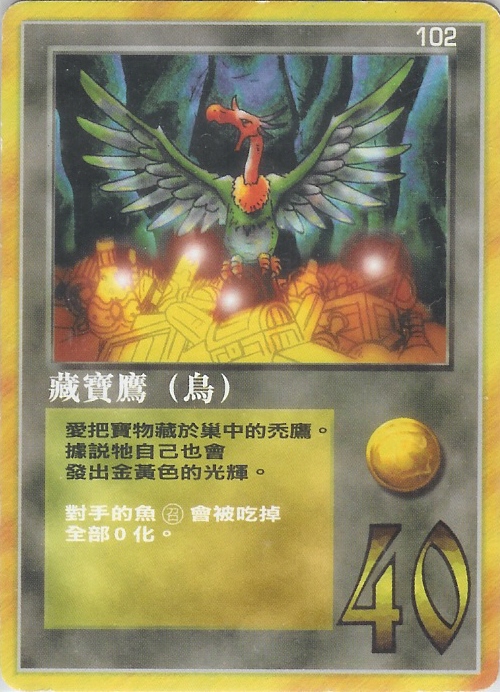 102
藏寶鷹（鳥）
愛把寶物藏於巢中的禿鷹。
據説牠自己也會
發出金黃色的光輝。
對手的魚㊉會被吃掉
全部0化。
40